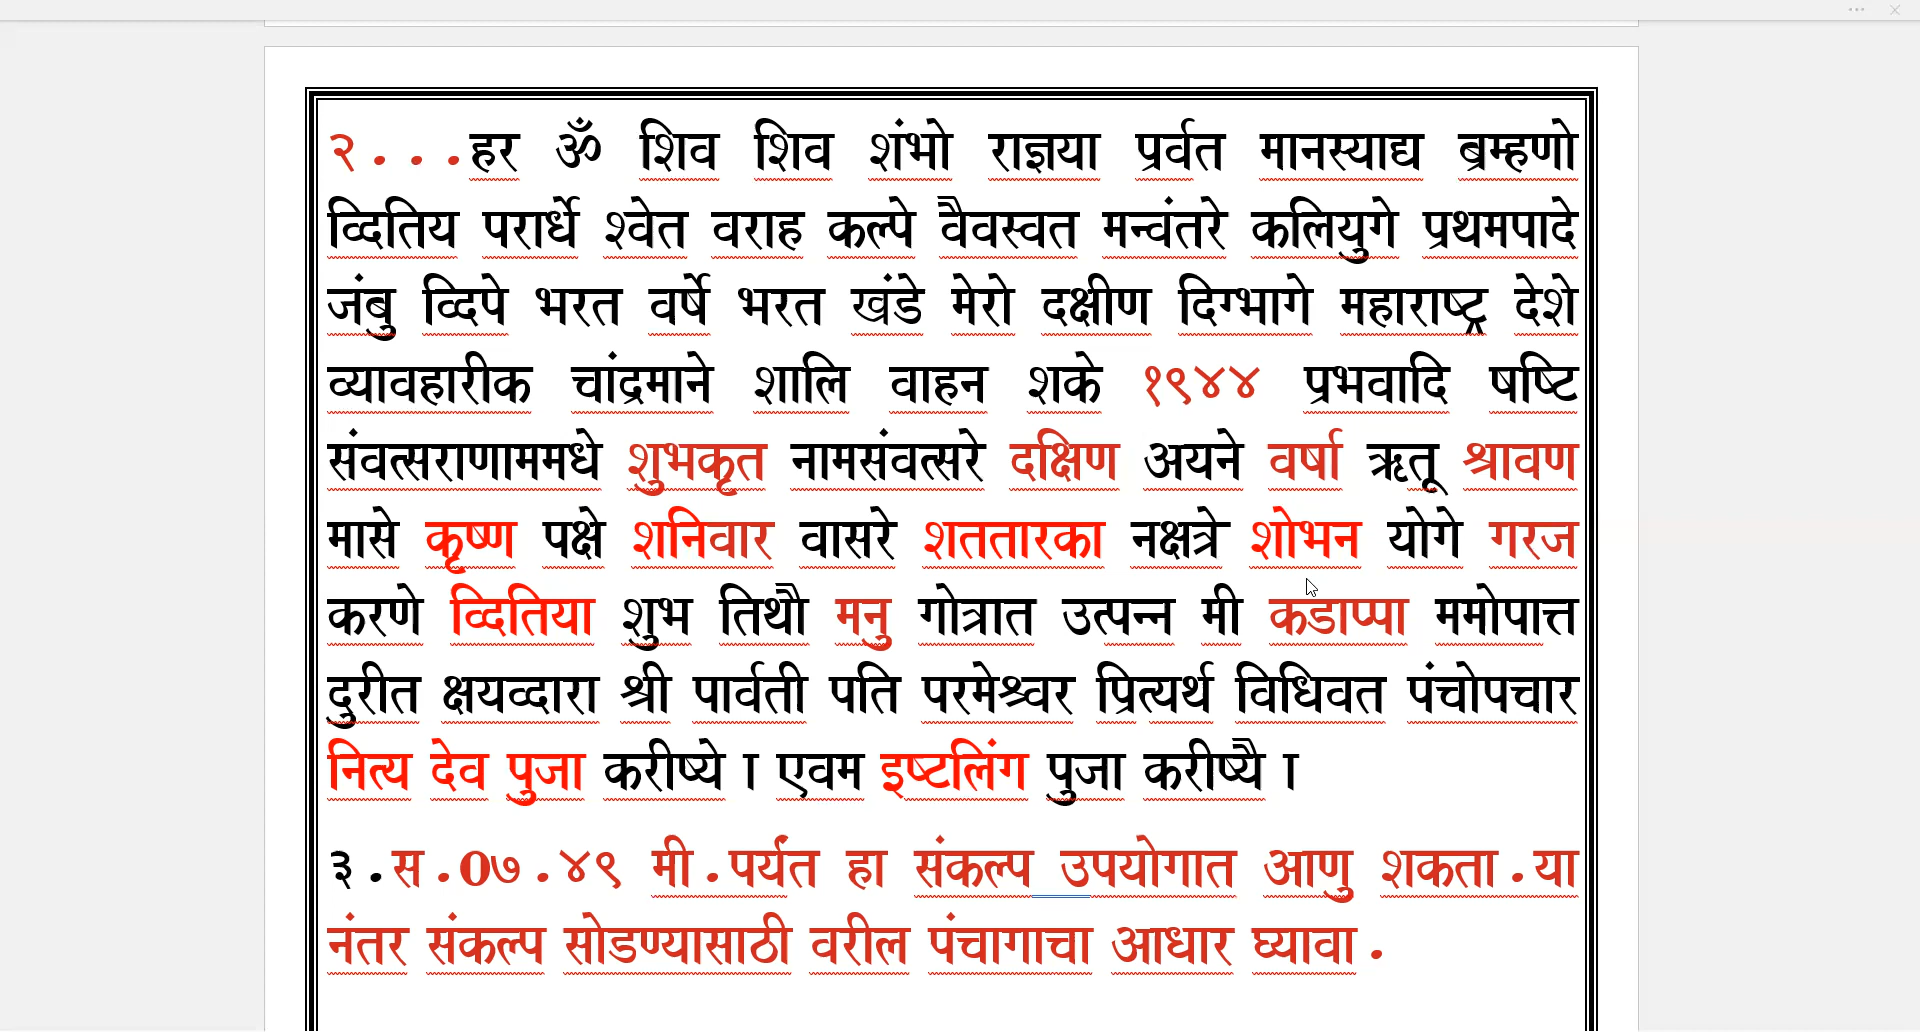 २...हर ॐ शिव शिव शंभो राज्ञया प्रर्वत मानस्याद्य ब्रम्हणो
व्दितिय परार्धे श्वेत वराह कल्पे वैवस्वत मन्वंतरे कलियुगे प्रथमपादे
जंबु व्दिपे भरत वर्षे भरत खंडे मेरो दक्षीण दिग्भागे महाराष्ट्र देशे
व्यावहारीक चांद्रमाने शालि वाहन शके १९४४ प्रभवादि षष्टि
संवत्सराणाममधे शुभकृत नामसंवत्सरे दक्षिण अयने वर्षा ऋतू श्रावण
मासे कृष्ण पक्षे शनिवार वासरे शततारका नक्षत्रे शोभन योगे गरज
करणे व्दितिया शुभ तिथौ मनु गोत्रात उत्पन्न मी कडाप्पा ममोपात्त
दुरीत क्षयव्दारा श्री पार्वती पति परमेश्वर प्रित्यर्थ विधिवत पंचोपचार
नित्य देव पुजा करीष्ये । एवम इष्टलिंग पुजा करीष्यै ।
३.स.0७.४९ मी.पर्यंत हा संकल्प उपयोगात आणु शकता.या
नंतर संकल्प सोडण्यासाठी वरील पंचागाचा आधार घ्यावा.